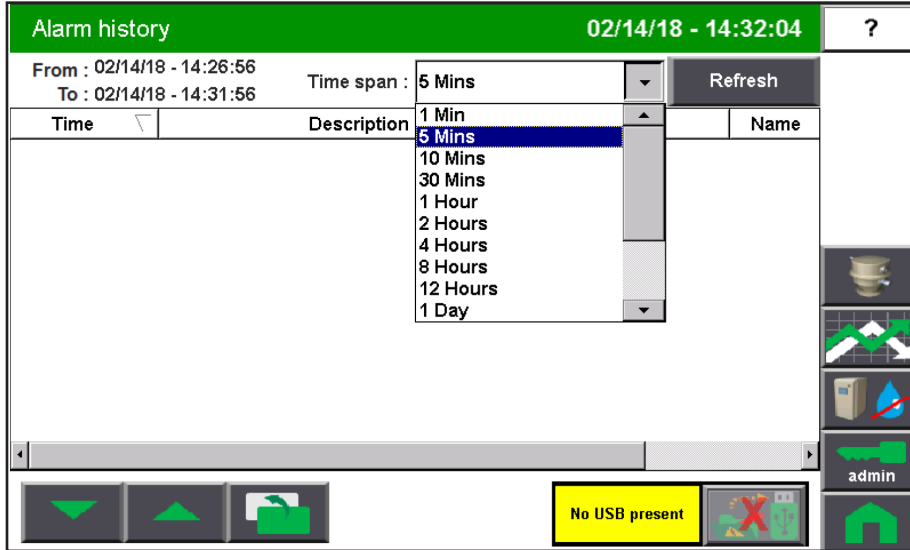 Alarm history 02/14/18 - 14:32:04 ?
From : 02/14/18 - 14:26:56
To : 02/14/18 - 14:31:56
Time span : 5 Mins Refresh
Time Description Name
1 Min
5 Mins
10 Mins
30 Mins
1 Hour
2 Hours
4 Hours
8 Hours
12 Hours
1 Day
admin
No USB present